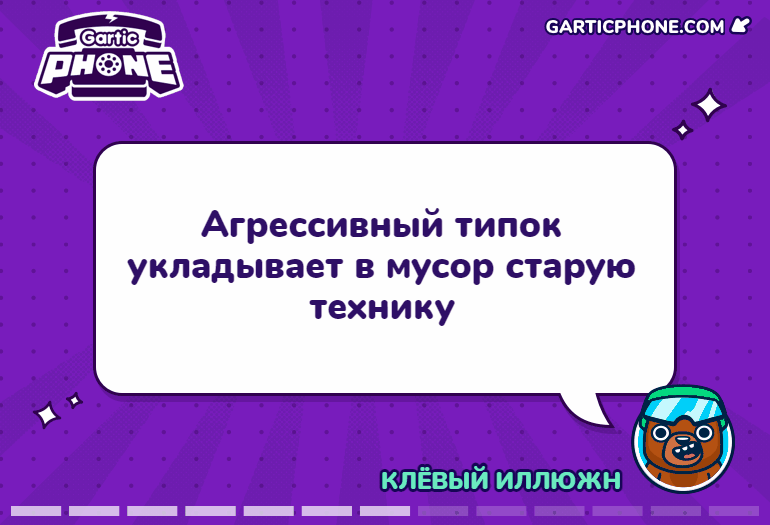 Gartic
PHONE
GARTICPHONE.COM
Агрессивный типок
укладывает в мусор старую
технику
КЛЁВЫЙ ИЛЛЮЖН